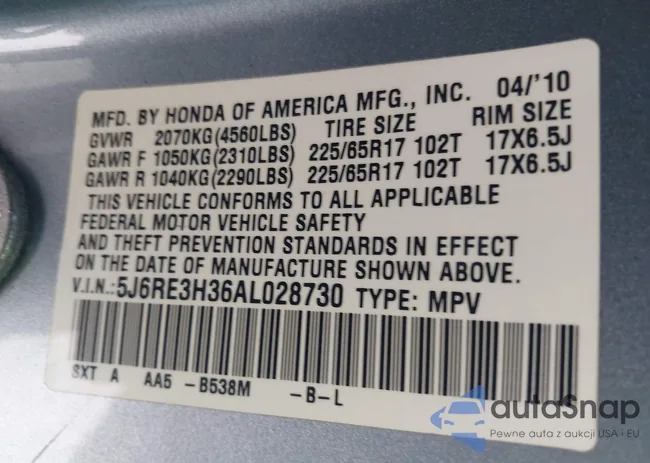 MFD. BY HONDA OF AMERICA MFG., INC. 04/'10
GVWR 2070KG(4560LBS) TIRE SIZE RIM SIZE
GAWR F 1050KG(2310LBS) 225/65R17 102T 17X6.5J
GAWR R 1040KG(2290LBS) 225/65R17 102T 17X6.5J
THIS VEHICLE CONFORMS TO ALL APPLICABLE
FEDERAL MOTOR VEHICLE SAFETY
AND THEFT PREVENTION STANDARDS IN EFFECT
ON THE DATE OF MANUFACTURE SHOWN ABOVE.
V.I.N.:5J6RE3H36AL028730 TYPE: MPV
SXT A AA5 -B538M -B-L
autoSnap
Pewne auta z aukcji USA i EU